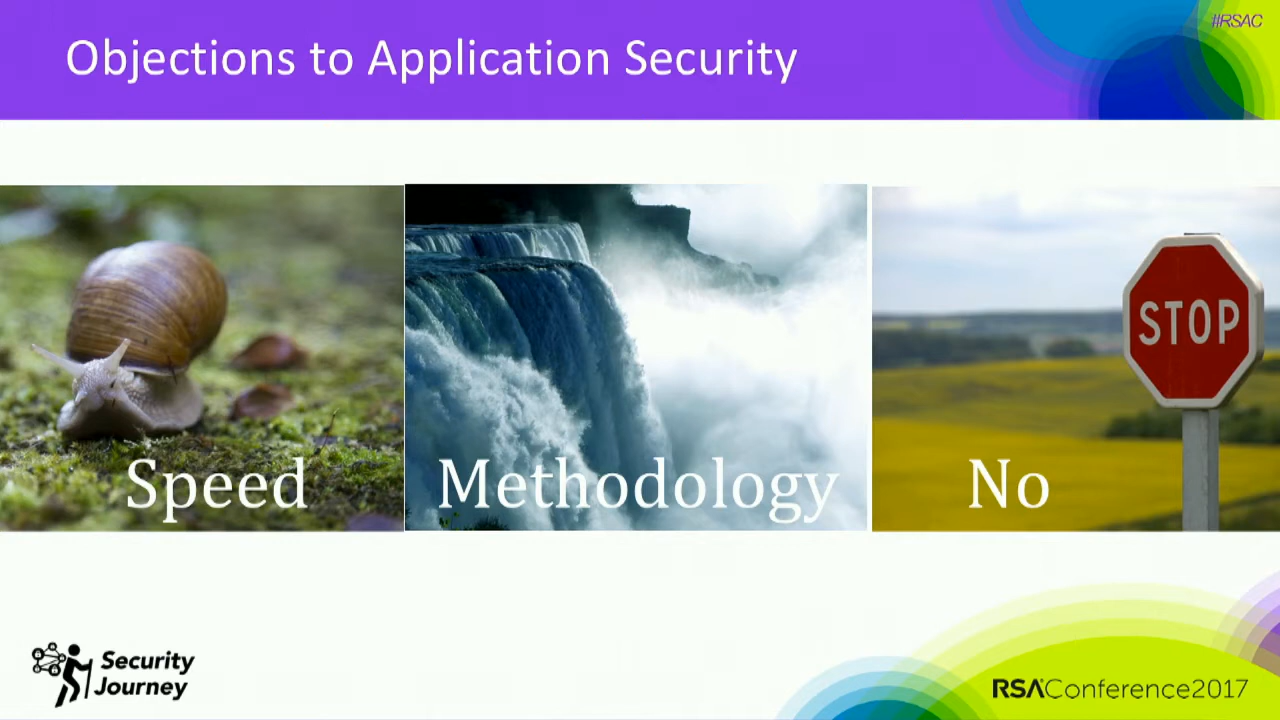 #RSAC
Objections to Application Security
STOP
Speed
Methodology
No
Security
Journey
RSAConference2017